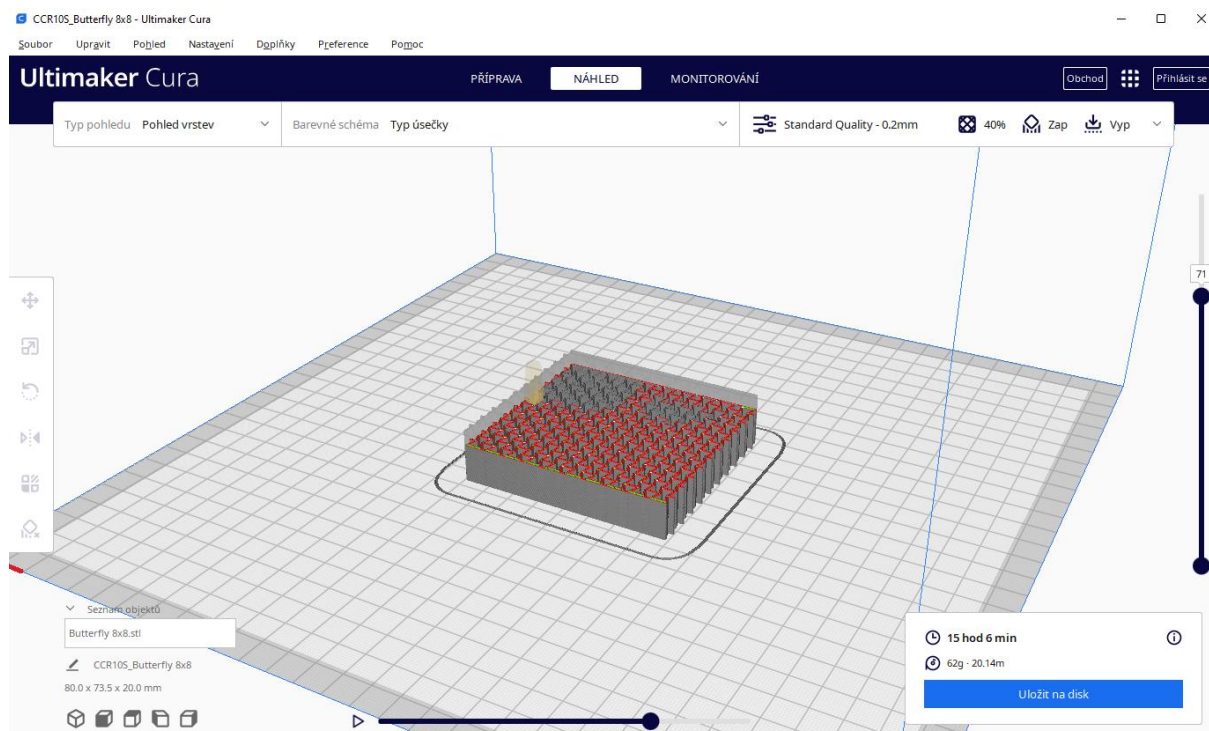 CCR10S_Butterfly 8x8 - Ultimaker Cura
Soubor Upravit Pohled Nastavení Doplňky Preference Pomoc
Ultimaker Cura PŘÍPRAVA NÁHLED MONITOROVÁNÍ Obchod Přihlásit se
Typ pohledu Pohled vrstev Barevné schéma Typ úsečky Standard Quality - 0.2mm 40% Zap Vyp
71
Seznam objektů
Butterfly 8x8.stl
CCR10S_Butterfly 8x8
80.0 x 73.5 x 20.0 mm
15 hod 6 min
62g · 20.14m
Uložit na disk